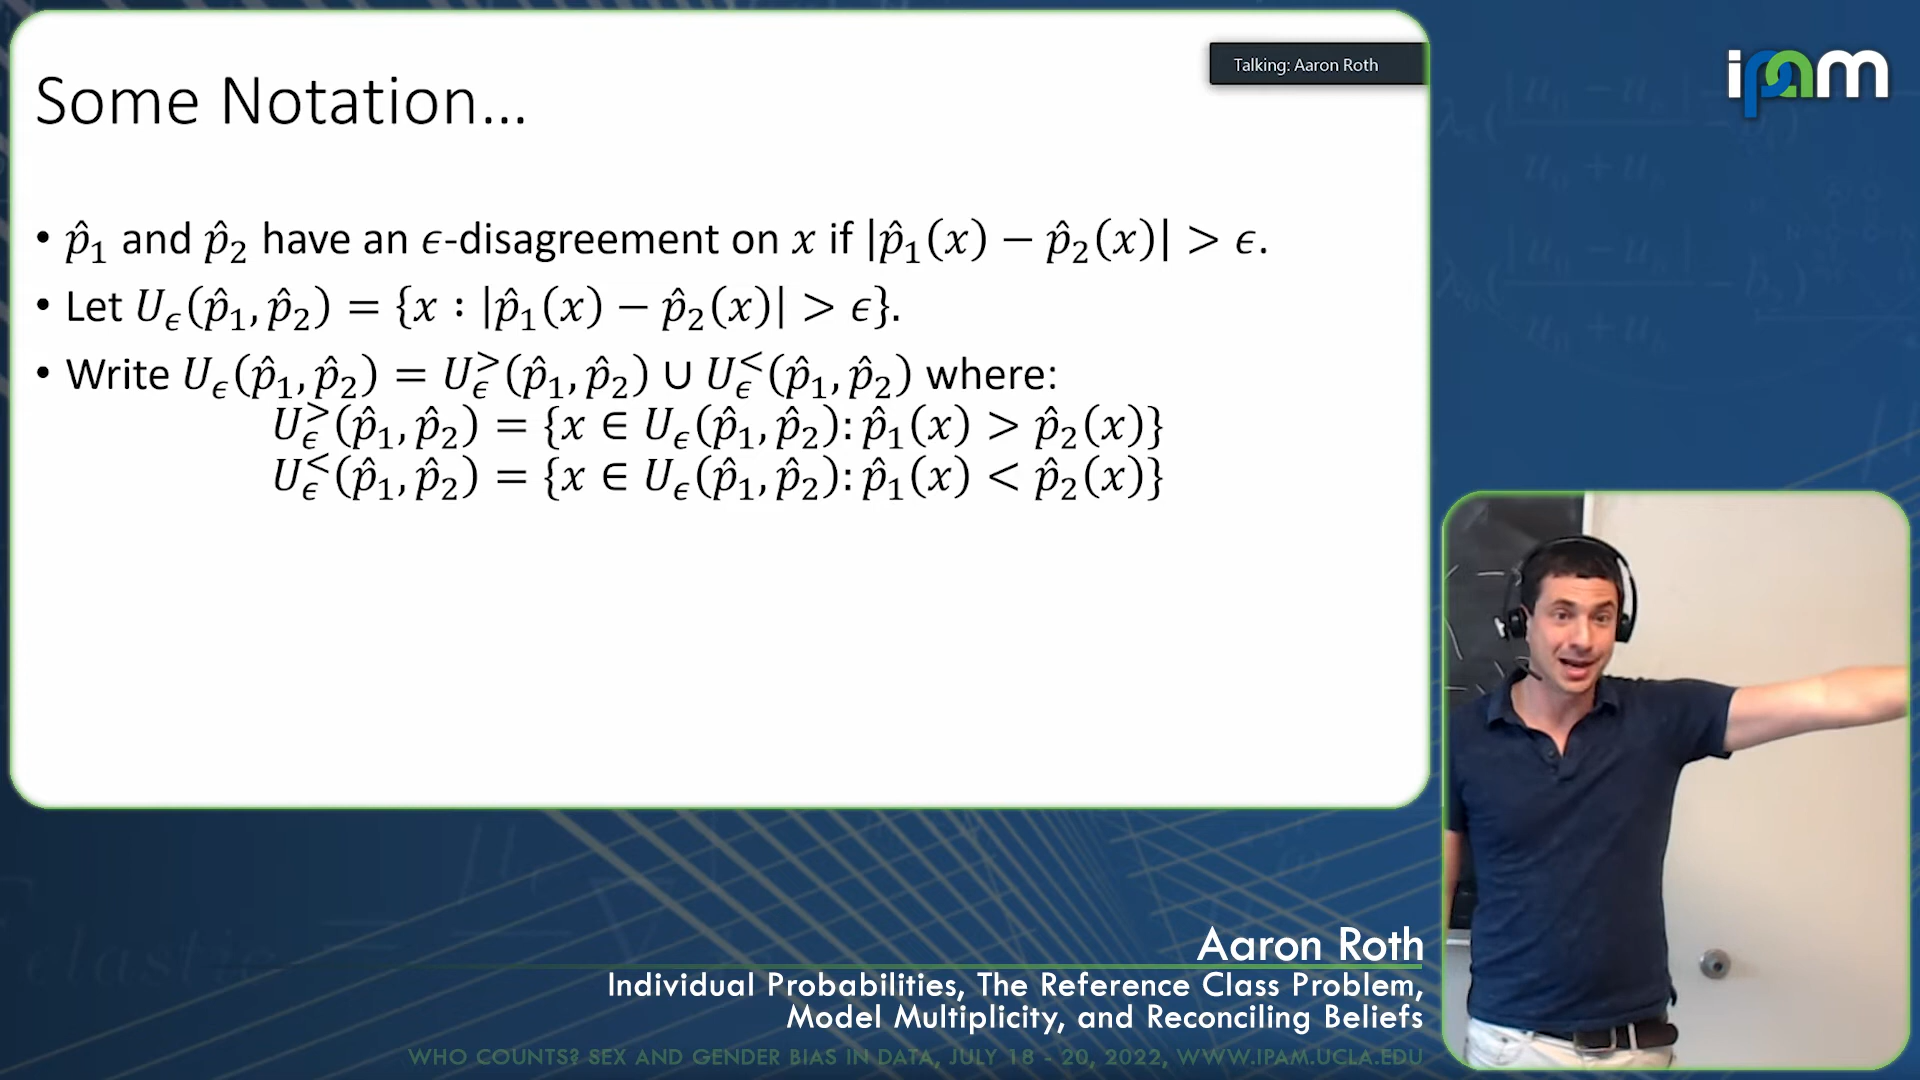 Talking: Aaron Roth
ipam
Some Notation...
• p̂₁ and p̂₂ have an ϵ-disagreement on x if |p̂₁(x) − p̂₂(x)| > ϵ.
• Let U_ϵ(p̂₁, p̂₂) = {x : |p̂₁(x) − p̂₂(x)| > ϵ}.
• Write U_ϵ(p̂₁, p̂₂) = U_ϵ^>(p̂₁, p̂₂) ∪ U_ϵ^<(p̂₁, p̂₂) where:
U_ϵ^>(p̂₁, p̂₂) = {x ∈ U_ϵ(p̂₁, p̂₂): p̂₁(x) > p̂₂(x)}
U_ϵ^<(p̂₁, p̂₂) = {x ∈ U_ϵ(p̂₁, p̂₂): p̂₁(x) < p̂₂(x)}
Aaron Roth
Individual Probabilities, The Reference Class Problem,
Model Multiplicity, and Reconciling Beliefs
WHO COUNTS? SEX AND GENDER BIAS IN DATA, JULY 18 - 20, 2022, WWW.IPAM.UCLA.EDU